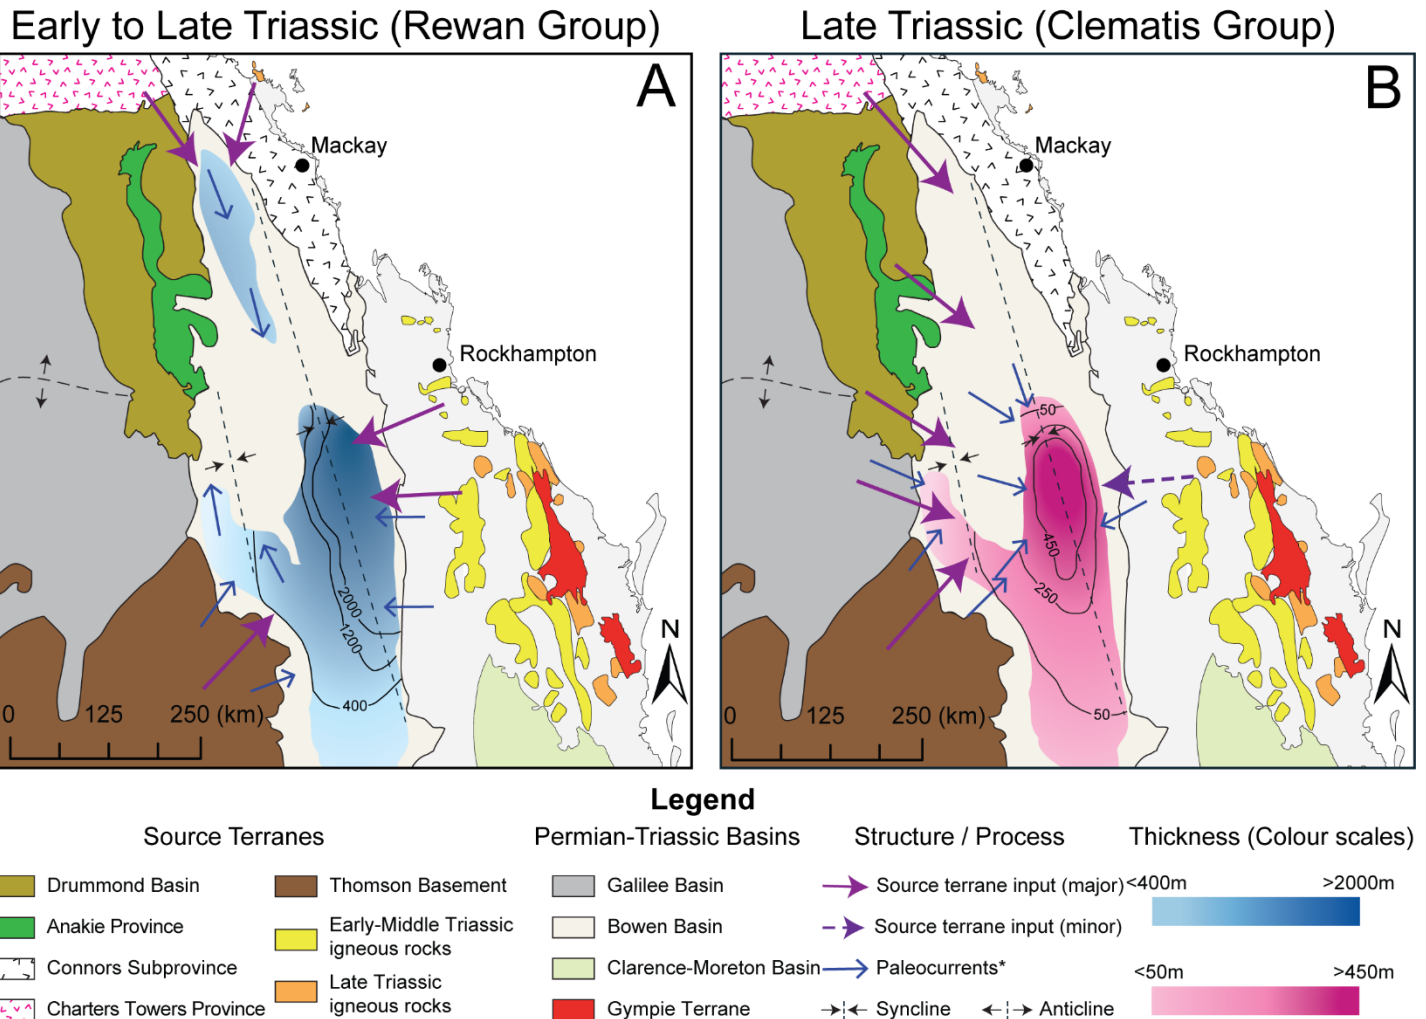 Early to Late Triassic (Rewan Group)
Late Triassic (Clematis Group)
A
Mackay
Rockhampton
2000
1200
400
N
0 125 250 (km)
B
Mackay
Rockhampton
50
450
250
50
N
0 125 250 (km)
Legend
Source Terranes
Drummond Basin
Anakie Province
Connors Subprovince
Charters Towers Province
Thomson Basement
Early-Middle Triassic
igneous rocks
Late Triassic
igneous rocks
Permian-Triassic Basins
Galilee Basin
Bowen Basin
Clarence-Moreton Basin
Gympie Terrane
Structure / Process
Source terrane input (major)
Source terrane input (minor)
Paleocurrents*
Syncline
Anticline
Thickness (Colour scales)
<400m >2000m
<50m >450m